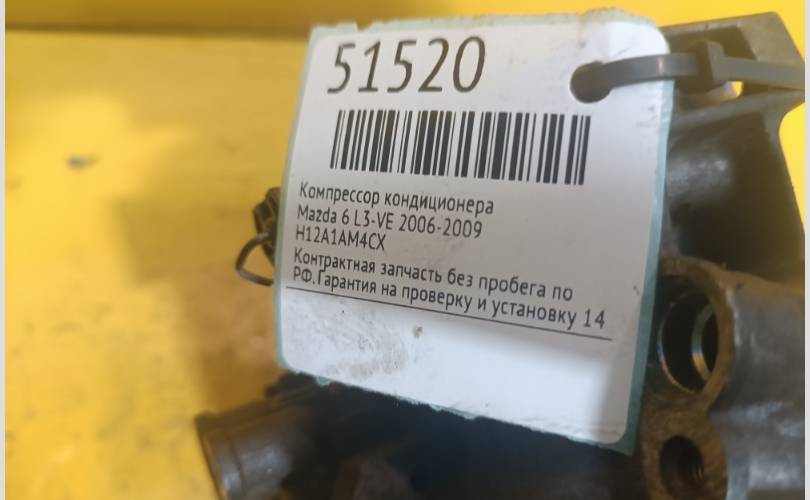 51520
Компрессор кондиционера
Mazda 6 L3-VE 2006-2009
H12A1AM4CX
Контрактная запчасть без пробега по
РФ.Гарантия на проверку и установку 14